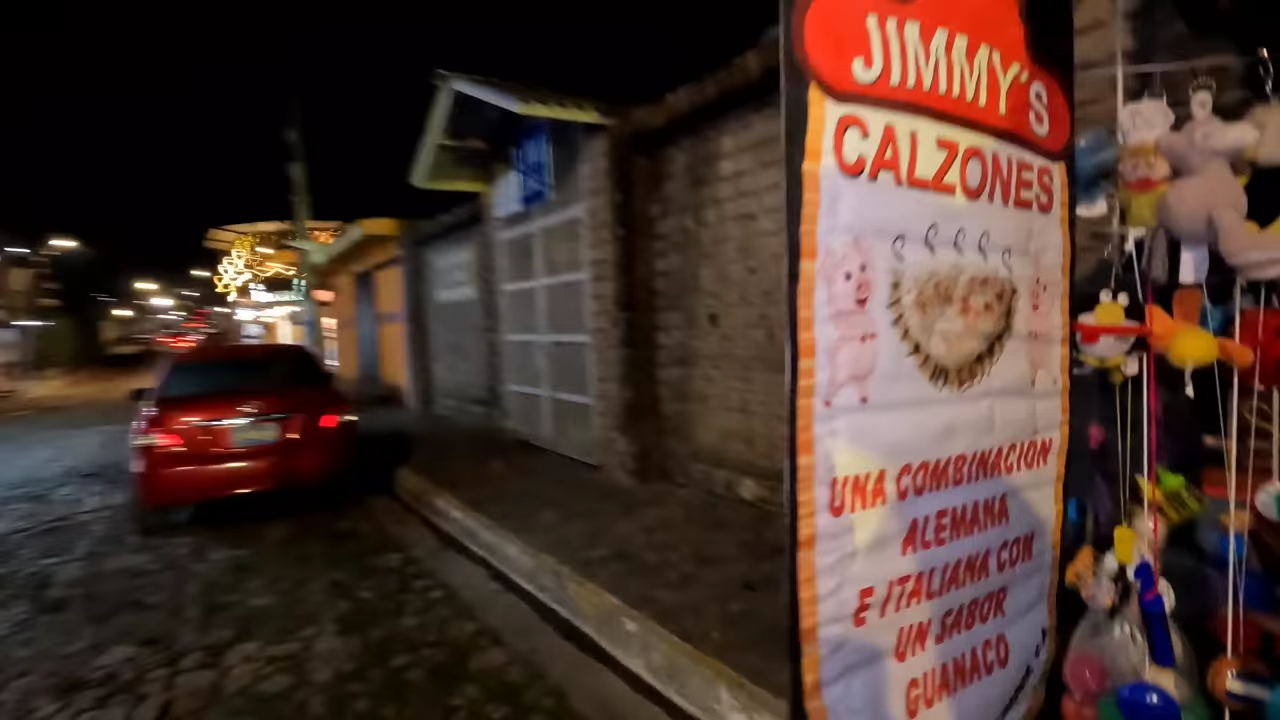 JIMMY'S
CALZONES
UNA COMBINACION
ALEMANA
E ITALIANA CON
UN SABOR
GUANACO